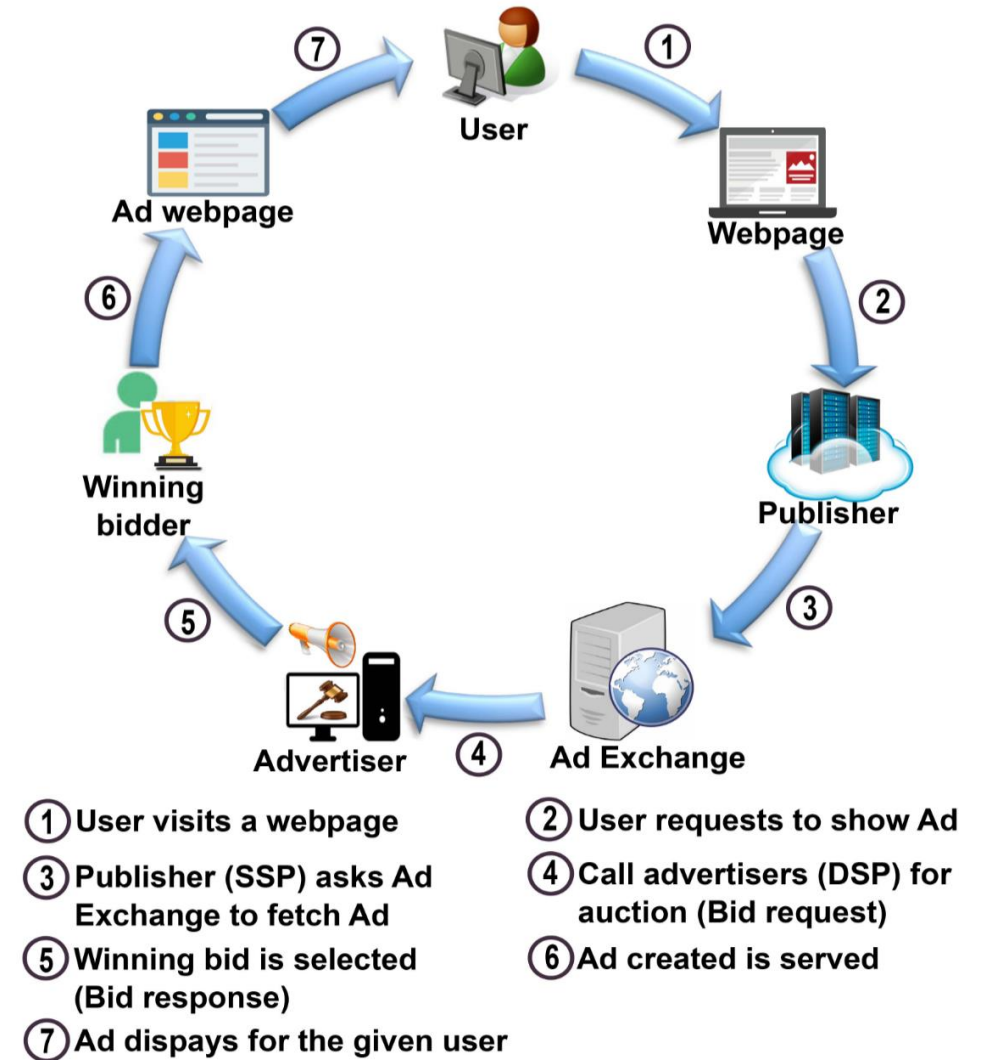 7
1
User
Ad webpage
Webpage
6
2
Winning
bidder
Publisher
5
3
Advertiser
4
Ad Exchange
1 User visits a webpage
2 User requests to show Ad
3 Publisher (SSP) asks Ad
Exchange to fetch Ad
4 Call advertisers (DSP) for
auction (Bid request)
5 Winning bid is selected
(Bid response)
6 Ad created is served
7 Ad dispays for the given user